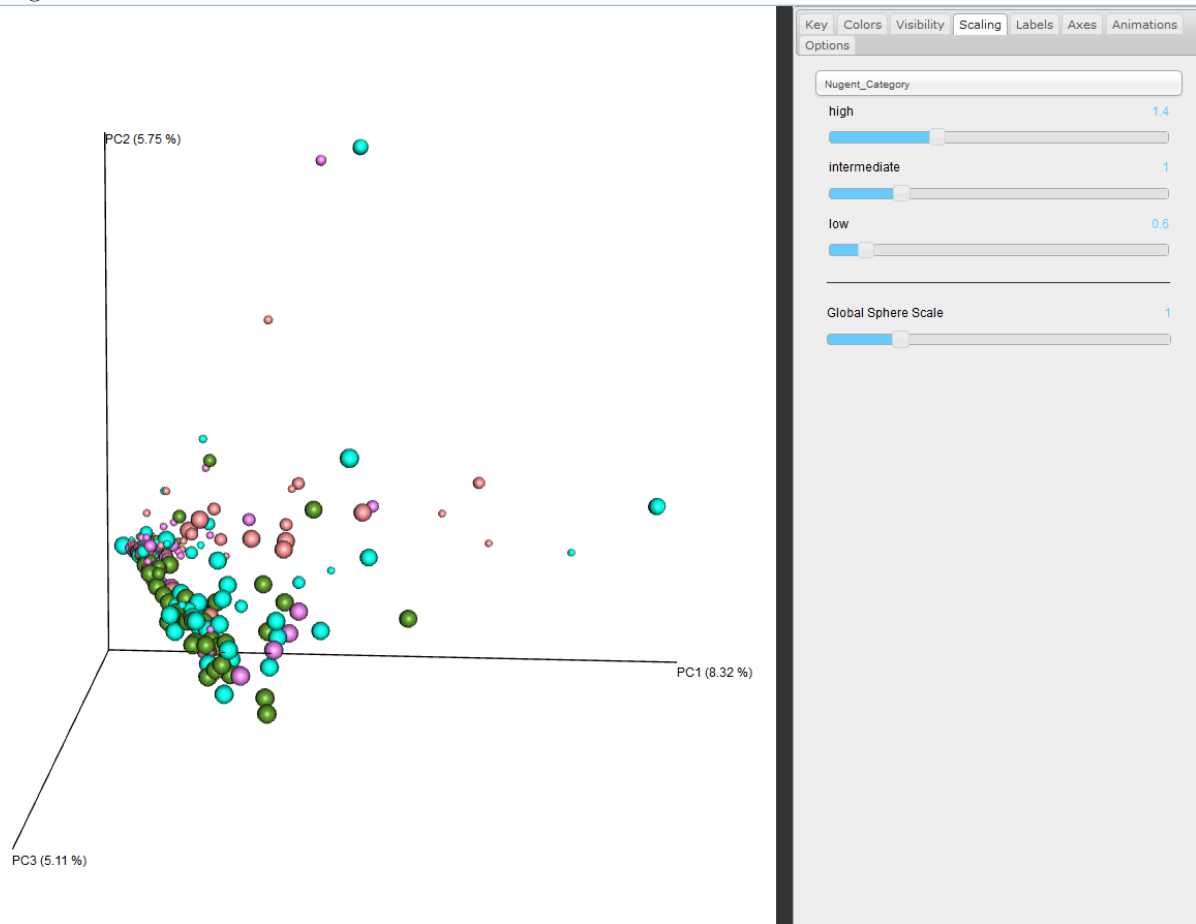 PC2 (5.75 %)
PC1 (8.32 %)
PC3 (5.11 %)
Key Colors Visibility Scaling Labels Axes Animations
Options
Nugent_Category
high 1.4
intermediate 1
low 0.6
Global Sphere Scale 1